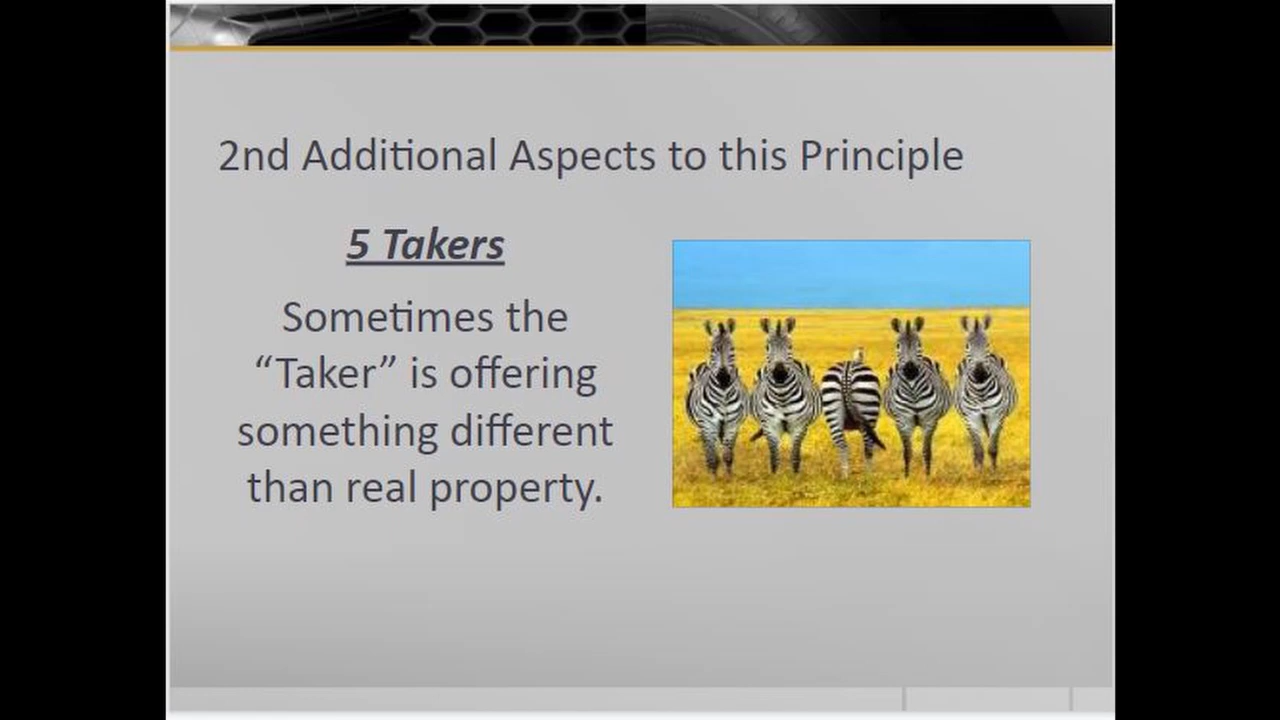 2nd Additional Aspects to this Principle
5 Takers
Sometimes the
“Taker” is offering
something different
than real property.